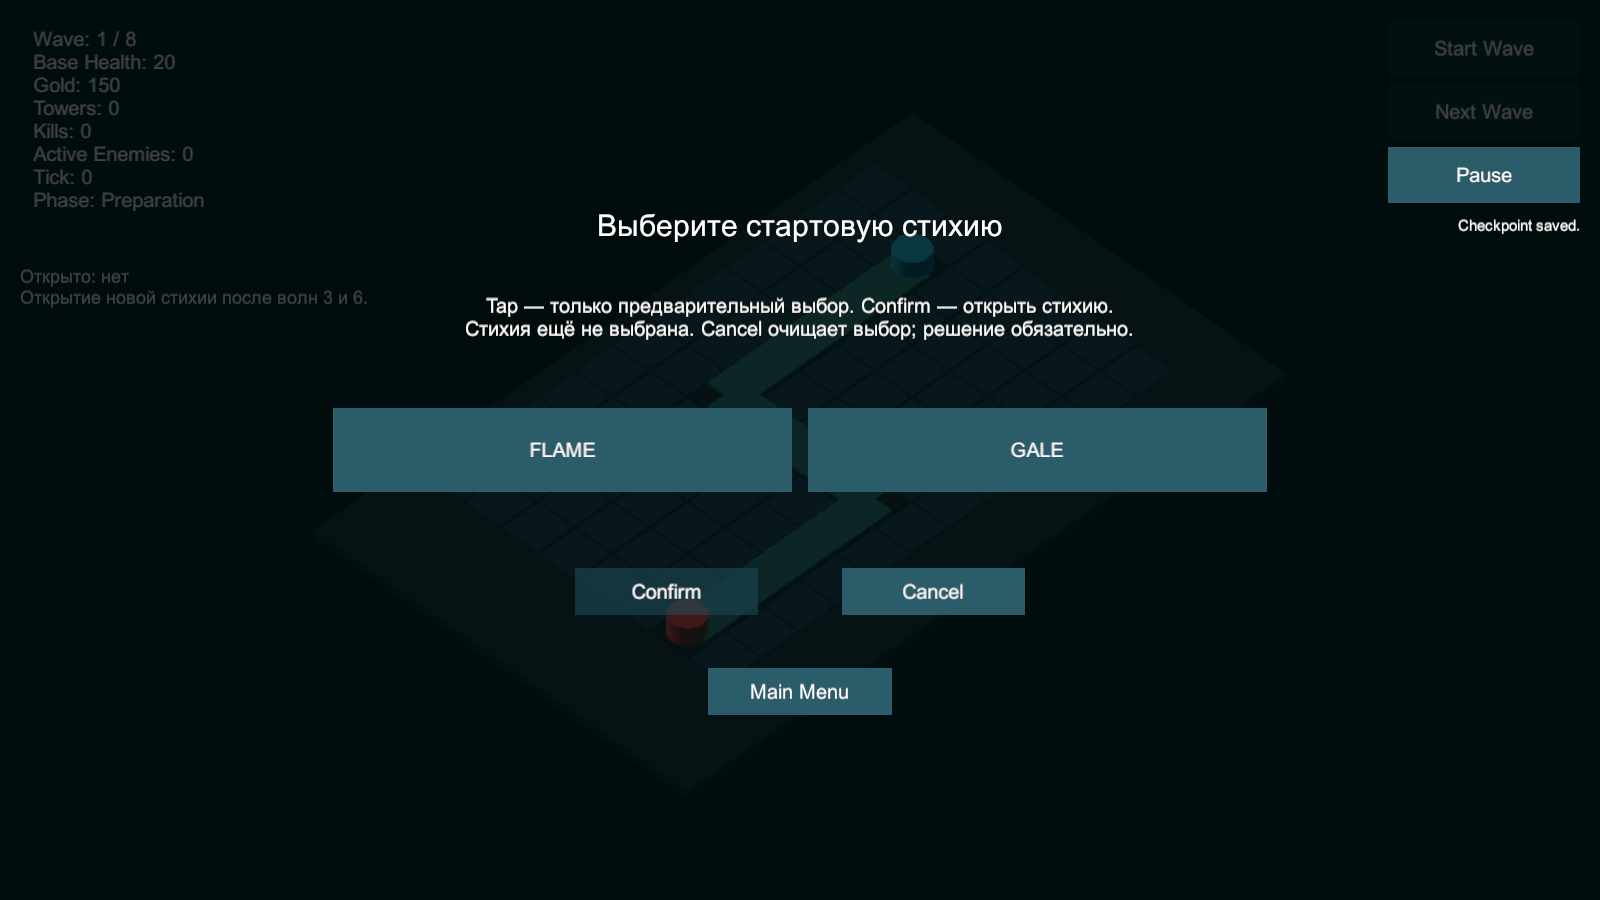 Wave: 1 / 8
Base Health: 20
Gold: 150
Towers: 0
Kills: 0
Active Enemies: 0
Tick: 0
Phase: Preparation
Открыто: нет
Открытие новой стихии после волн 3 и 6.
Start Wave
Next Wave
Pause
Checkpoint saved.
Выберите стартовую стихию
Tap — только предварительный выбор. Confirm — открыть стихию.
Стихия ещё не выбрана. Cancel очищает выбор; решение обязательно.
FLAME
GALE
Confirm
Cancel
Main Menu